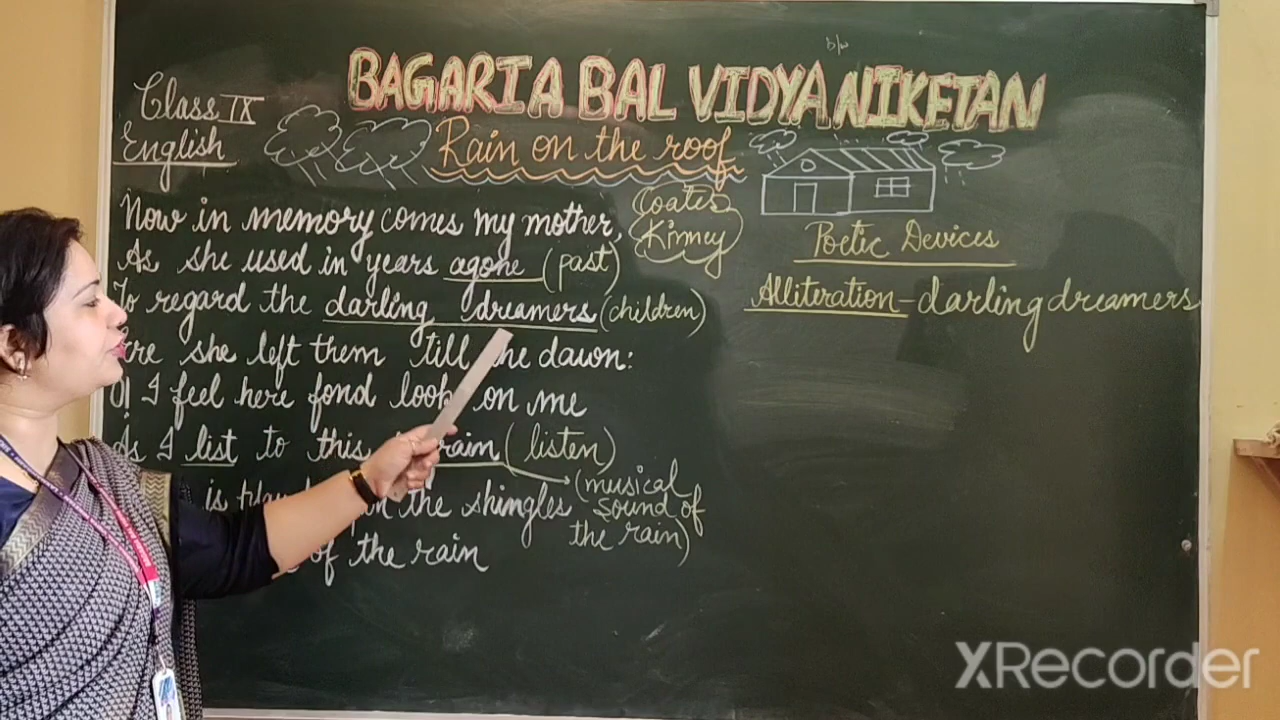 BAGARIA BAL VIDYA NIKETAN
Class IX
English
Rain on the roof
Coates
Kinney
Now in memory comes my mother,
As she used in years agone (past)
To regard the darling dreamers (children)
Ere she left them till the dawn:
O! I feel here fond look on me
As I list to this rain (listen)
(musical
sound of
the rain)
is the shingles
of the rain
Poetic Devices
Alliteration - darling dreamers
XRecorder